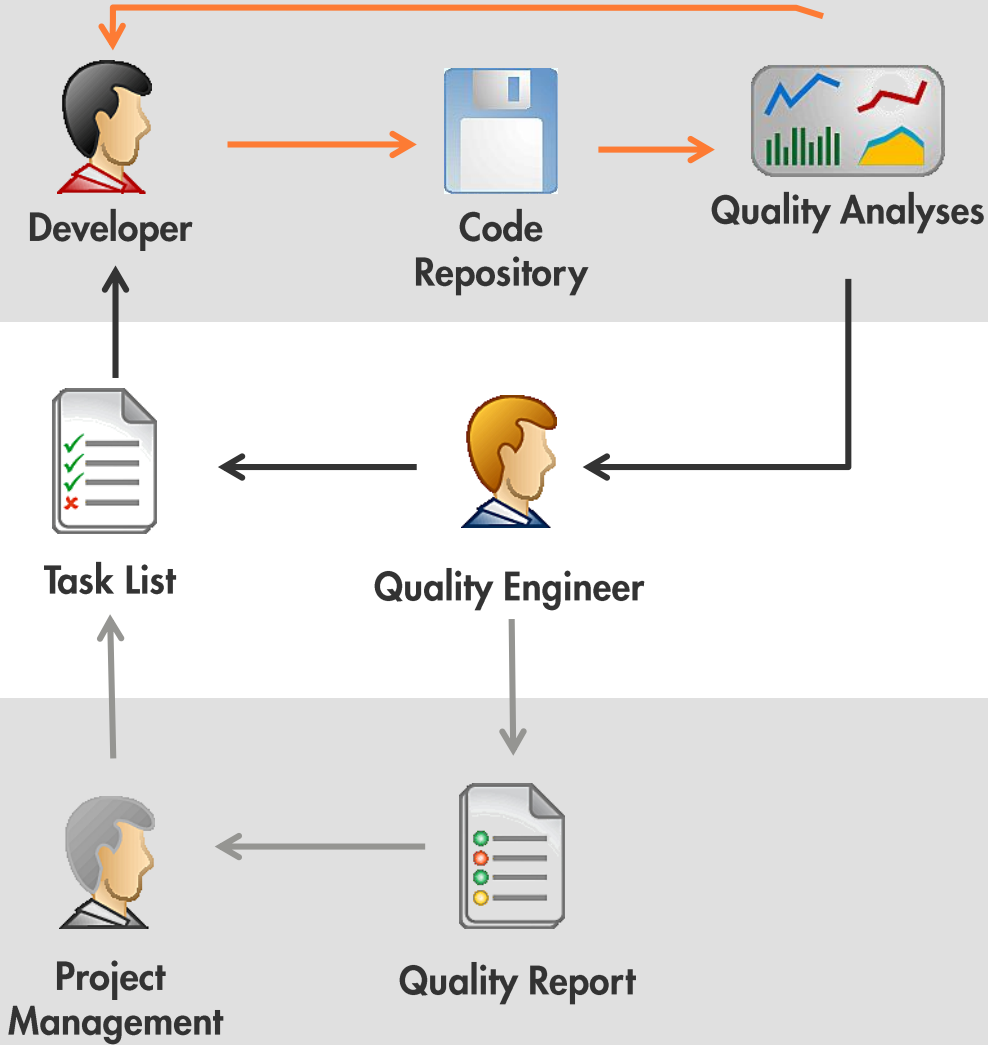 Developer
Code
Repository
Quality Analyses
Task List
Quality Engineer
Project
Management
Quality Report